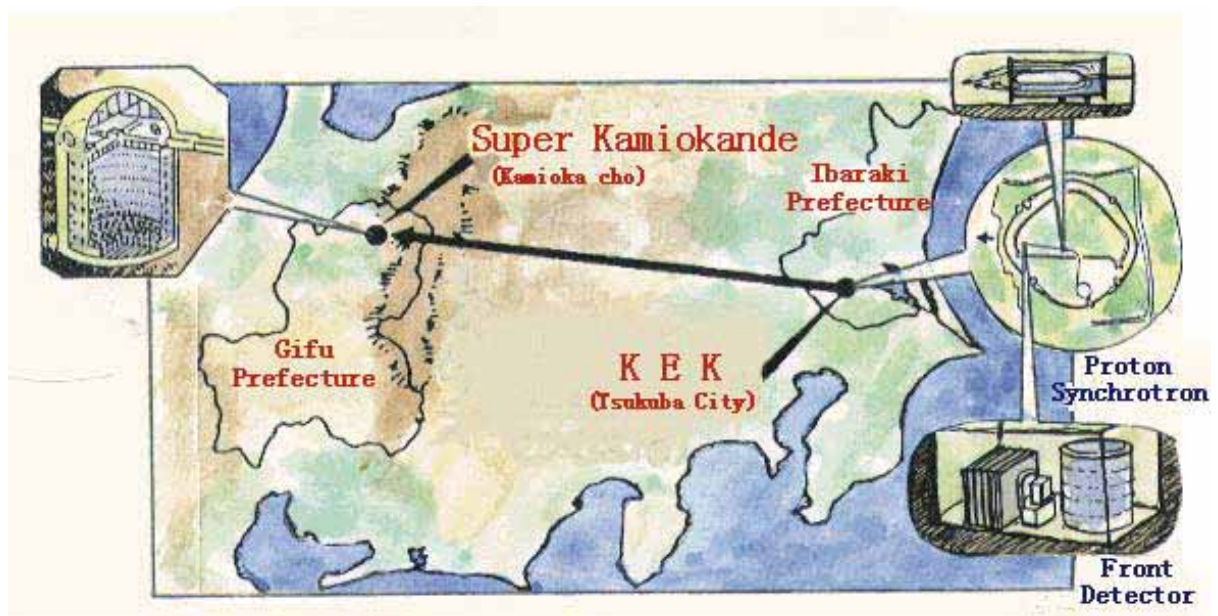 Super Kamiokande
(Kamioka cho)
Ibaraki
Prefecture
Gifu
Prefecture
K E K
(Tsukuba City)
Proton
Synchrotron
Front
Detector